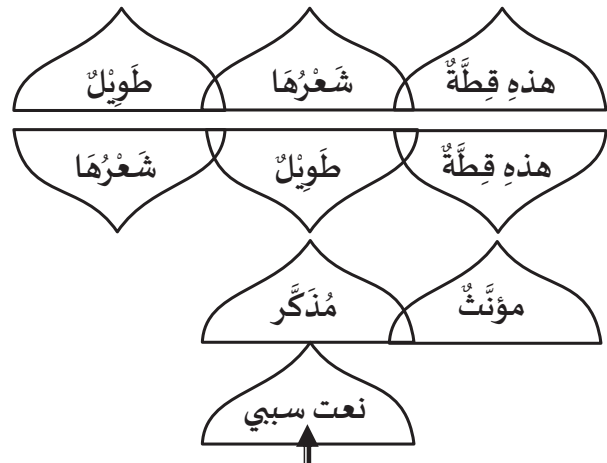 هذهِ قِطَّةٌ شَعْرُهَا طَوِيْلٌ
هذهِ قِطَّةٌ طَوِيْلٌ شَعْرُهَا
مؤنَّثٌ مُذَكَّر
نعت سببي